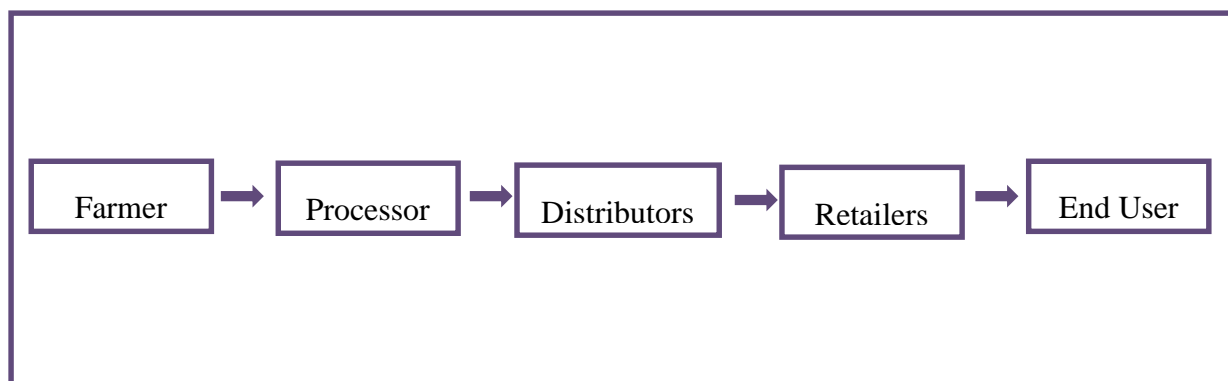 Farmer
Processor
Distributors
Retailers
End User